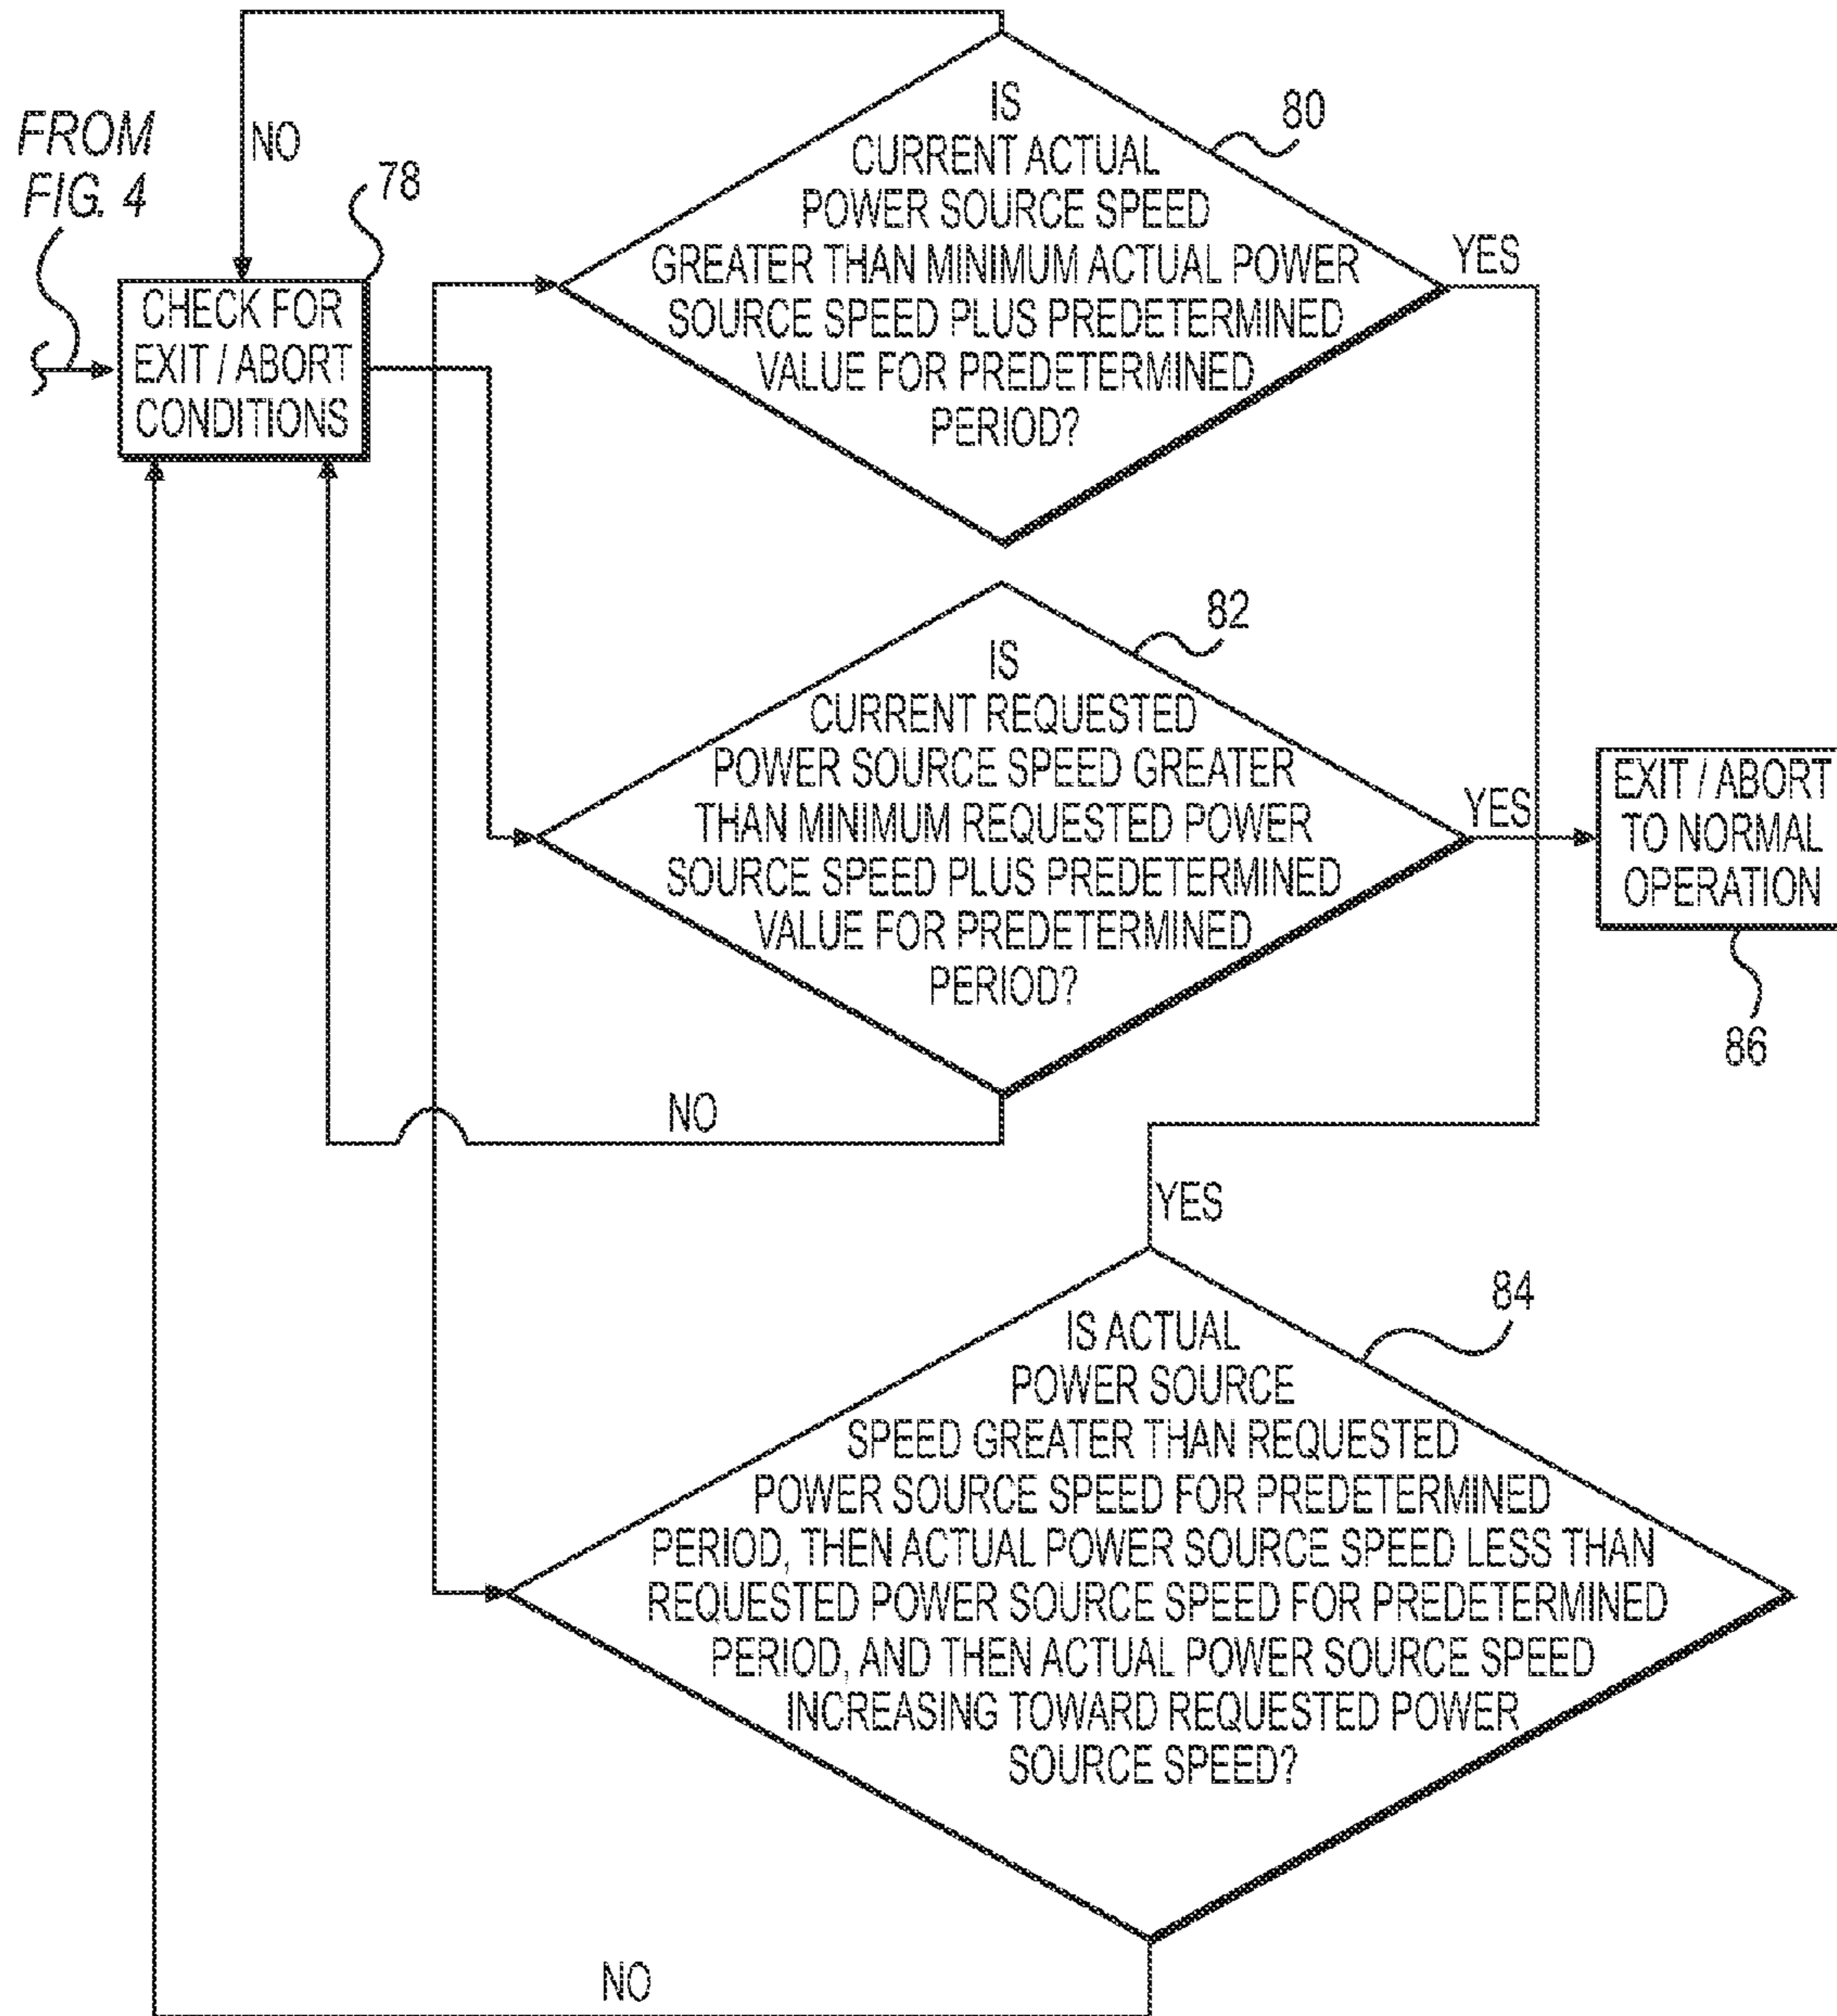 FROM
FIG. 4
NO
78
CHECK FOR
EXIT / ABORT
CONDITIONS
IS
CURRENT ACTUAL
POWER SOURCE SPEED
GREATER THAN MINIMUM ACTUAL POWER
SOURCE SPEED PLUS PREDETERMINED
VALUE FOR PREDETERMINED
PERIOD?
80
YES
IS
CURRENT REQUESTED
POWER SOURCE SPEED GREATER
THAN MINIMUM REQUESTED POWER
SOURCE SPEED PLUS PREDETERMINED
VALUE FOR PREDETERMINED
PERIOD?
82
YES
NO
EXIT / ABORT
TO NORMAL
OPERATION
86
YES
IS ACTUAL
POWER SOURCE
SPEED GREATER THAN REQUESTED
POWER SOURCE SPEED FOR PREDETERMINED
PERIOD, THEN ACTUAL POWER SOURCE SPEED LESS THAN
REQUESTED POWER SOURCE SPEED FOR PREDETERMINED
PERIOD, AND THEN ACTUAL POWER SOURCE SPEED
INCREASING TOWARD REQUESTED POWER
SOURCE SPEED?
84
NO